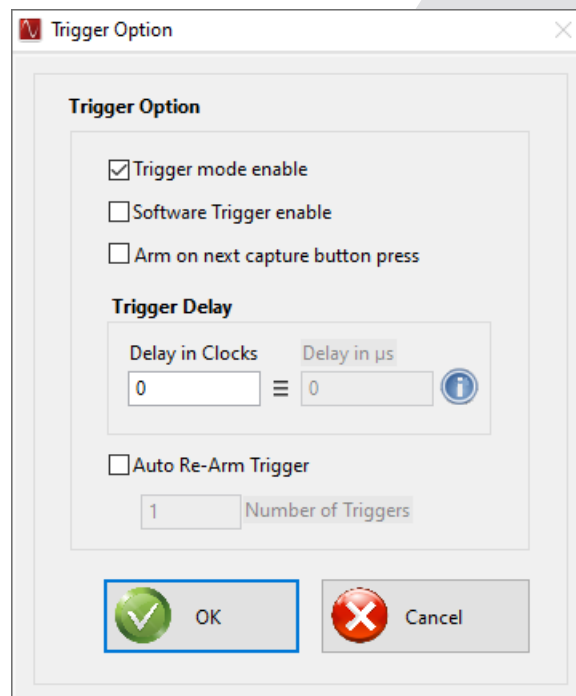 Trigger Option
Trigger Option
Trigger mode enable
Software Trigger enable
Arm on next capture button press
Trigger Delay
Delay in Clocks Delay in µs
0 ≡ 0
Auto Re-Arm Trigger
1 Number of Triggers
OK Cancel